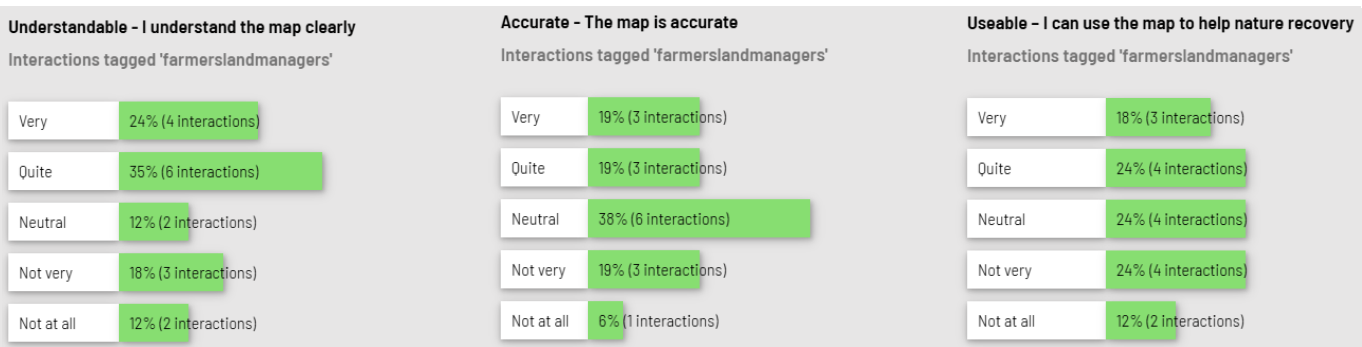 Understandable - I understand the map clearly
Interactions tagged 'farmerslandmanagers'
Very 24% (4 interactions)
Quite 35% (6 interactions)
Neutral 12% (2 interactions)
Not very 18% (3 interactions)
Not at all 12% (2 interactions)
Accurate - The map is accurate
Interactions tagged 'farmerslandmanagers'
Very 19% (3 interactions)
Quite 19% (3 interactions)
Neutral 38% (6 interactions)
Not very 19% (3 interactions)
Not at all 6% (1 interactions)
Useable – I can use the map to help nature recovery
Interactions tagged 'farmerslandmanagers'
Very 18% (3 interactions)
Quite 24% (4 interactions)
Neutral 24% (4 interactions)
Not very 24% (4 interactions)
Not at all 12% (2 interactions)